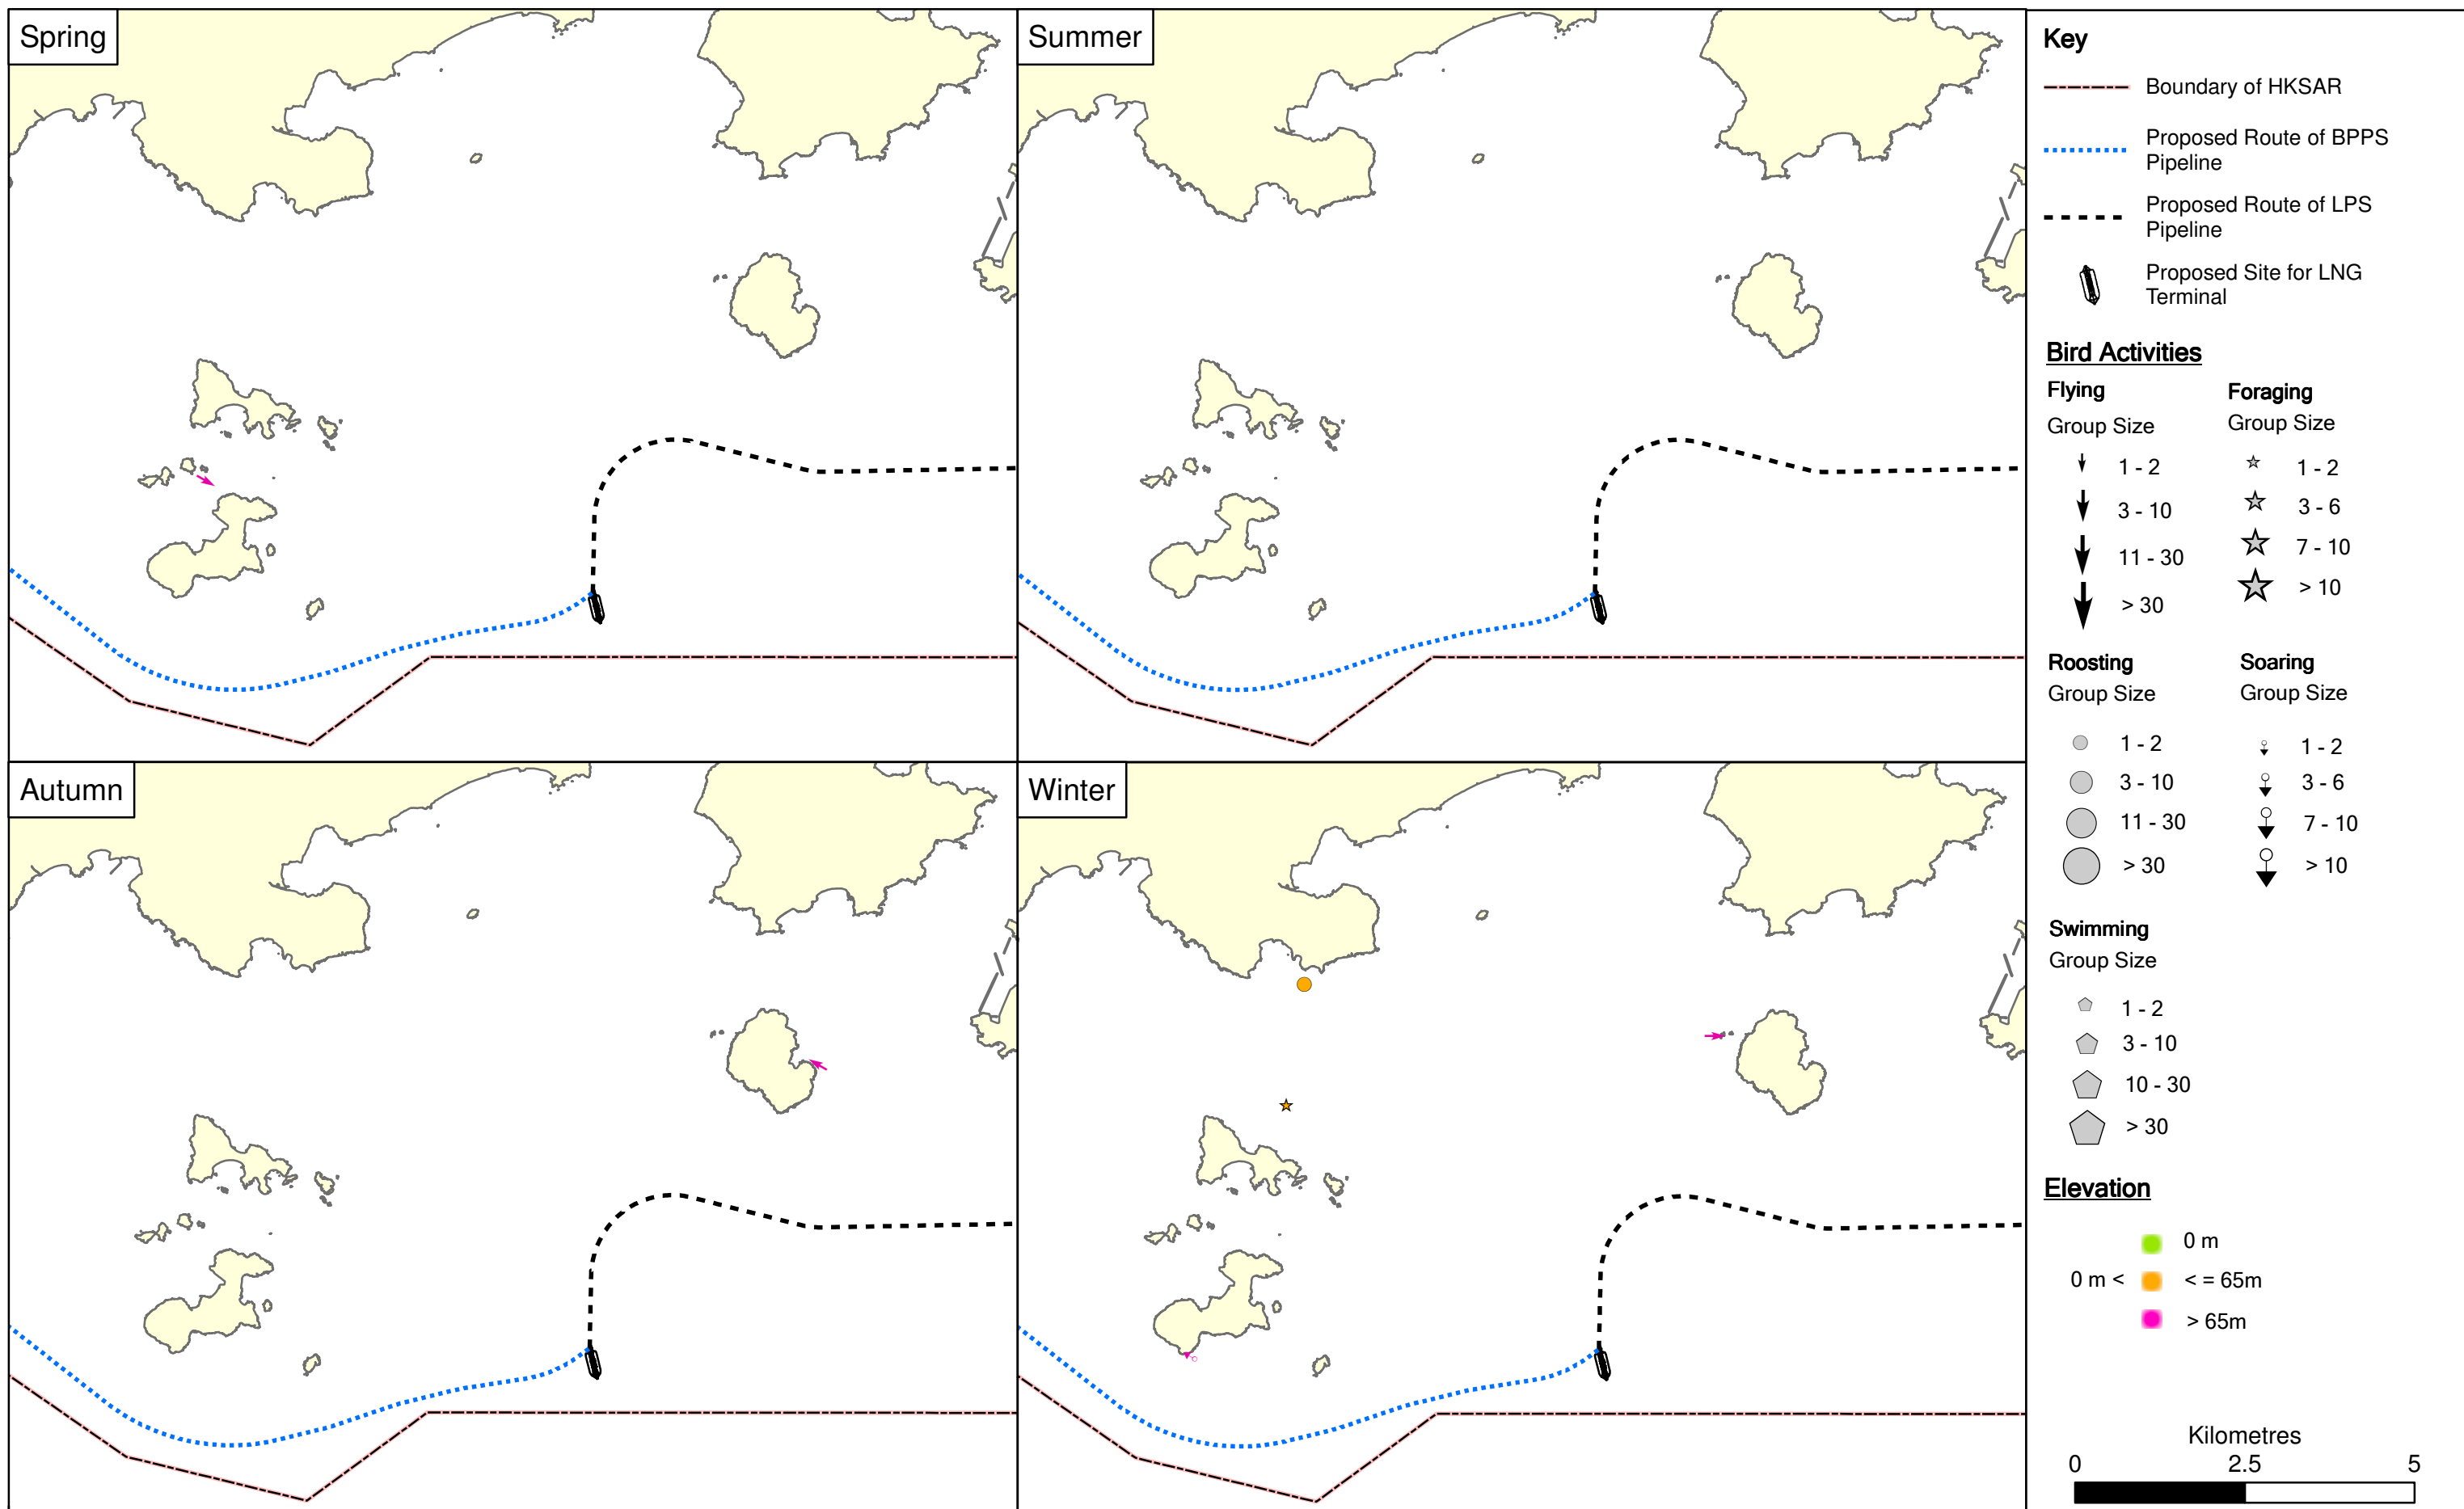 Spring
Summer
Autumn
Winter
Key
Boundary of HKSAR
Proposed Route of BPPS
Pipeline
Proposed Route of LPS
Pipeline
Proposed Site for LNG
Terminal
Bird Activities
Flying
Group Size
1 - 2
3 - 10
11 - 30
> 30
Foraging
Group Size
1 - 2
3 - 6
7 - 10
> 10
Roosting
Group Size
1 - 2
3 - 10
11 - 30
> 30
Soaring
Group Size
1 - 2
3 - 6
7 - 10
> 10
Swimming
Group Size
1 - 2
3 - 10
10 - 30
> 30
Elevation
0 m
0 m < < = 65m
> 65m
Kilometres
0 2.5 5